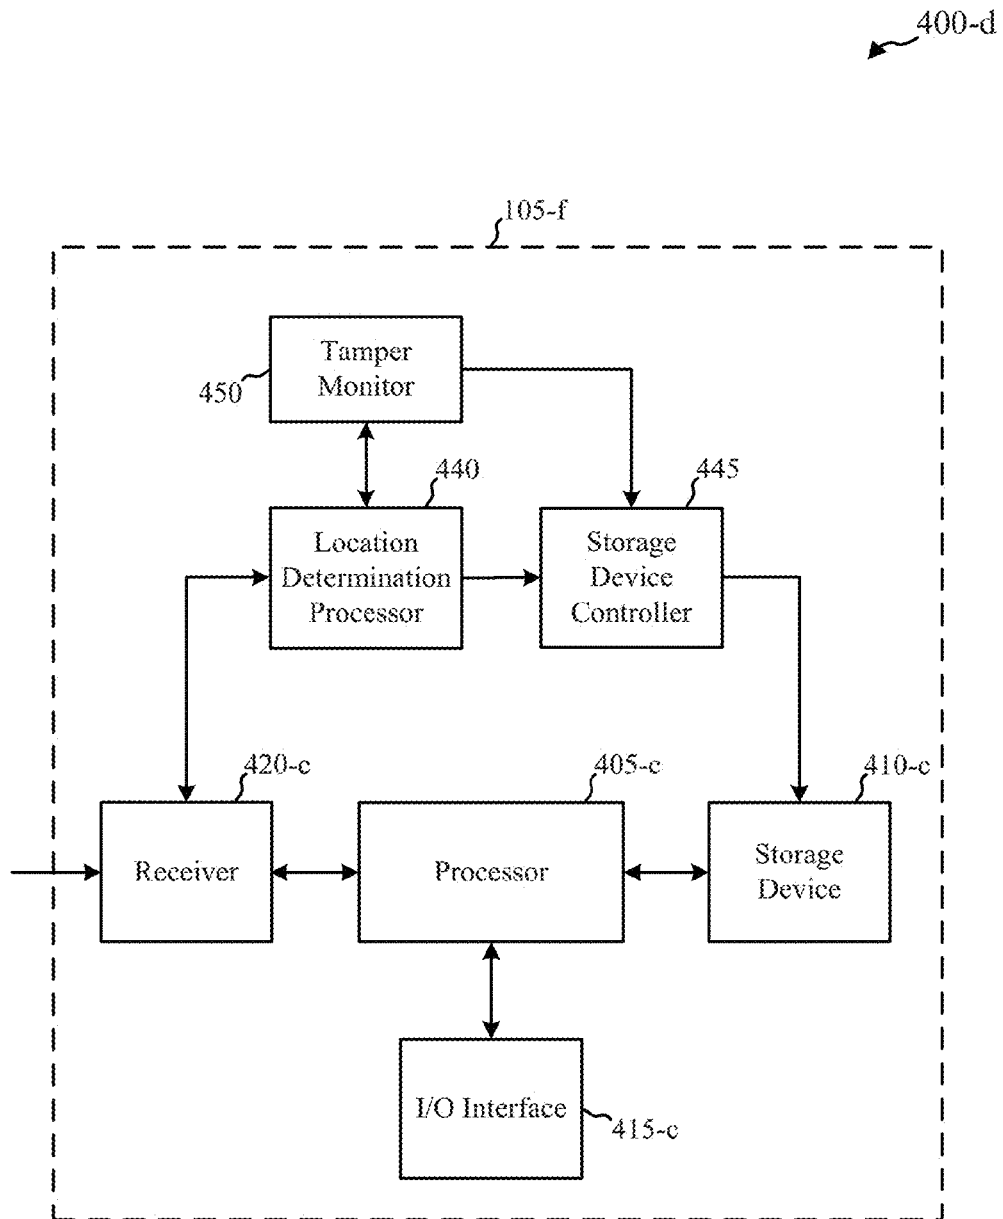 400-d
105-f
Tamper
Monitor
450
440
445
Location
Determination
Processor
Storage
Device
Controller
420-c
405-c
410-c
Receiver
Processor
Storage
Device
I/O Interface
415-c